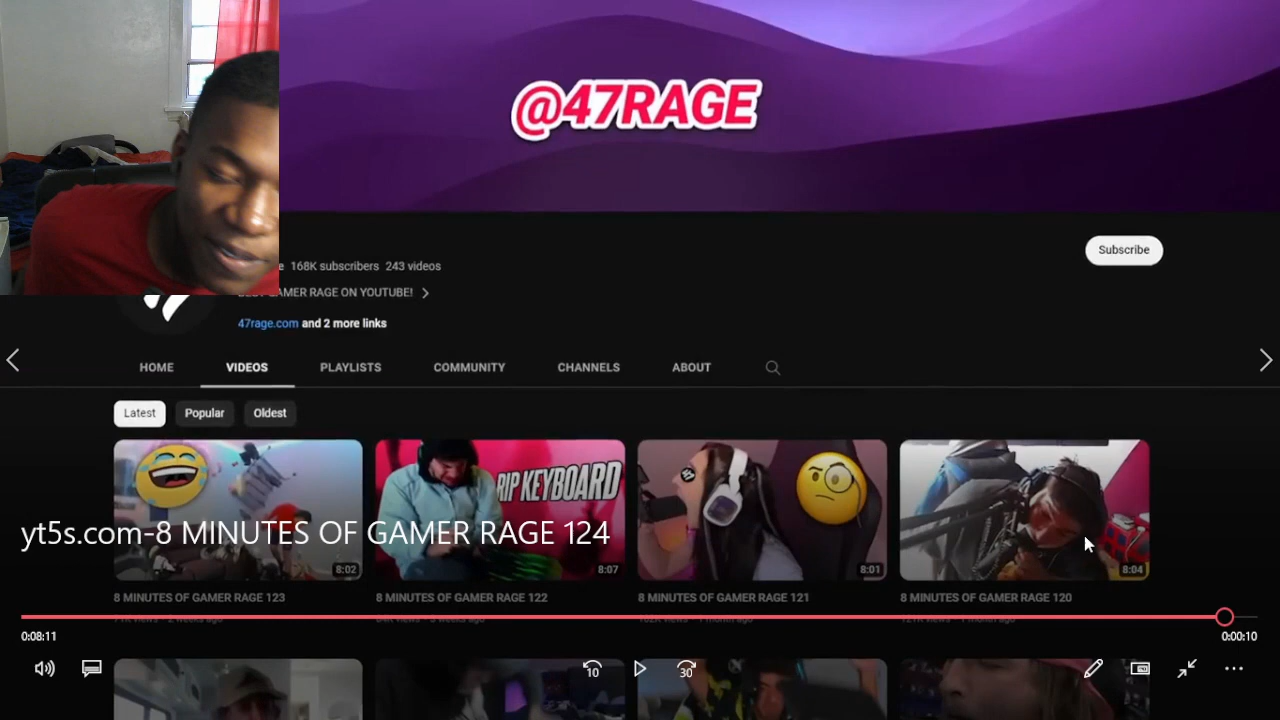 @47RAGE
Subscribe
168K subscribers 243 videos
GAMER RAGE ON YOUTUBE!
47rage.com and 2 more links
HOME VIDEOS PLAYLISTS COMMUNITY CHANNELS ABOUT
Latest Popular Oldest
RIP KEYBOARD
yt5s.com-8 MINUTES OF GAMER RAGE 124
8:02 8:07 8:01 8:04
8 MINUTES OF GAMER RAGE 123 8 MINUTES OF GAMER RAGE 122 8 MINUTES OF GAMER RAGE 121 8 MINUTES OF GAMER RAGE 120
0:08:11 0:00:10
10 30